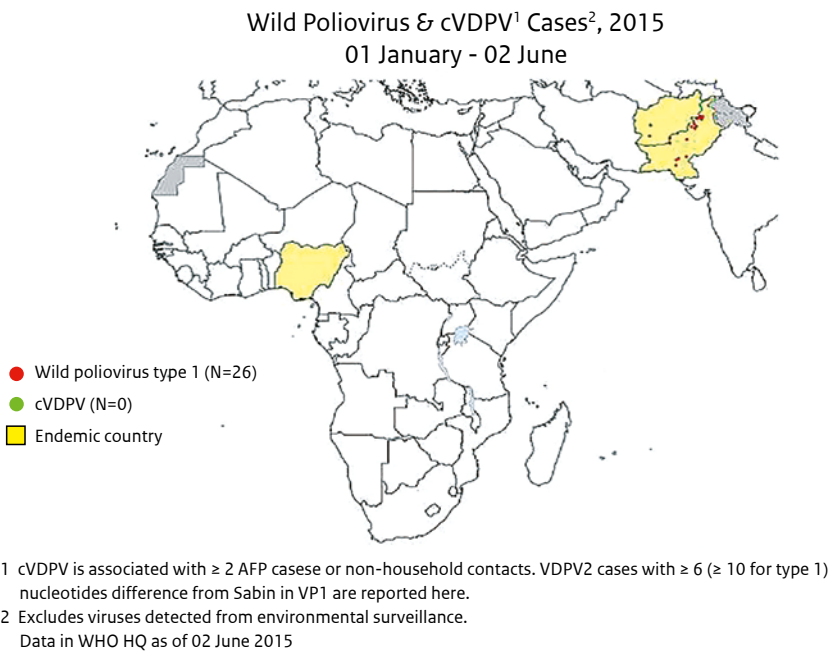 Wild Poliovirus & cVDPV¹ Cases², 2015
01 January - 02 June
Wild poliovirus type 1 (N=26)
cVDPV (N=0)
Endemic country
1 cVDPV is associated with ≥ 2 AFP casese or non-household contacts. VDPV2 cases with ≥ 6 (≥ 10 for type 1)
nucleotides difference from Sabin in VP1 are reported here.
2 Excludes viruses detected from environmental surveillance.
Data in WHO HQ as of 02 June 2015